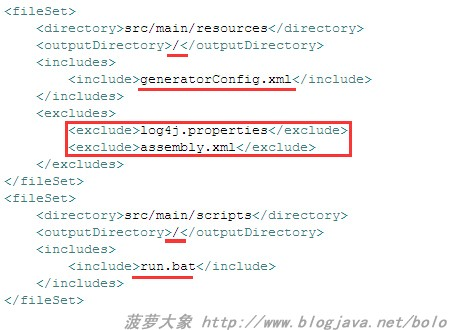 <fileSet>
<directory>src/main/resources</directory>
<outputDirectory>/</outputDirectory>
<includes>
<include>generatorConfig.xml</include>
</includes>
<excludes>
<exclude>log4j.properties</exclude>
<exclude>assembly.xml</exclude>
</excludes>
</fileSet>
<fileSet>
<directory>src/main/scripts</directory>
<outputDirectory>/</outputDirectory>
<includes>
<include>run.bat</include>
</includes>
</fileSet>
菠萝大象 http://www.blogjava.net/bolo